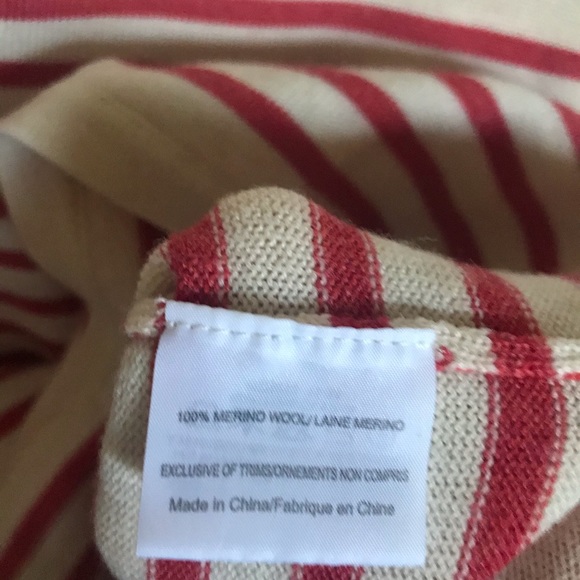 100% MERINO WOOL/ LAINE MERINO
EXCLUSIVE OF TRIMS/ORNEMENTS NON COMPRIS
Made in China/Fabrique en Chine